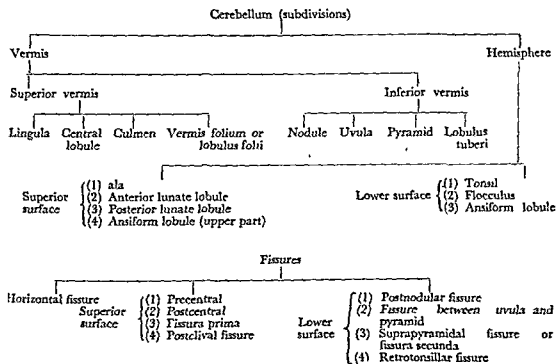 Cerebellum (subdivisions)
Vermis
Hemisphere
Superior vermis
Inferior vermis
Lingula Central lobule Culmen Vermis folium or lobulus folii
Nodule Uvula Pyramid Lobulus tuberi
Superior surface
(1) ala
(2) Anterior lunate lobule
(3) Posterior lunate lobule
(4) Ansiform lobule (upper part)
Lower surface
(1) Tonsil
(2) Flocculus
(3) Ansiform lobule
Fissures
Horizontal fissure
Superior surface
(1) Precentral
(2) Postcentral
(3) Fissura prima
(4) Postclival fissure
Lower surface
(1) Postnodular fissure
(2) Fissure between uvula and
pyramid
(3) Suprapyramidal fissure or
fissura secunda
(4) Retrotonsillar fissure